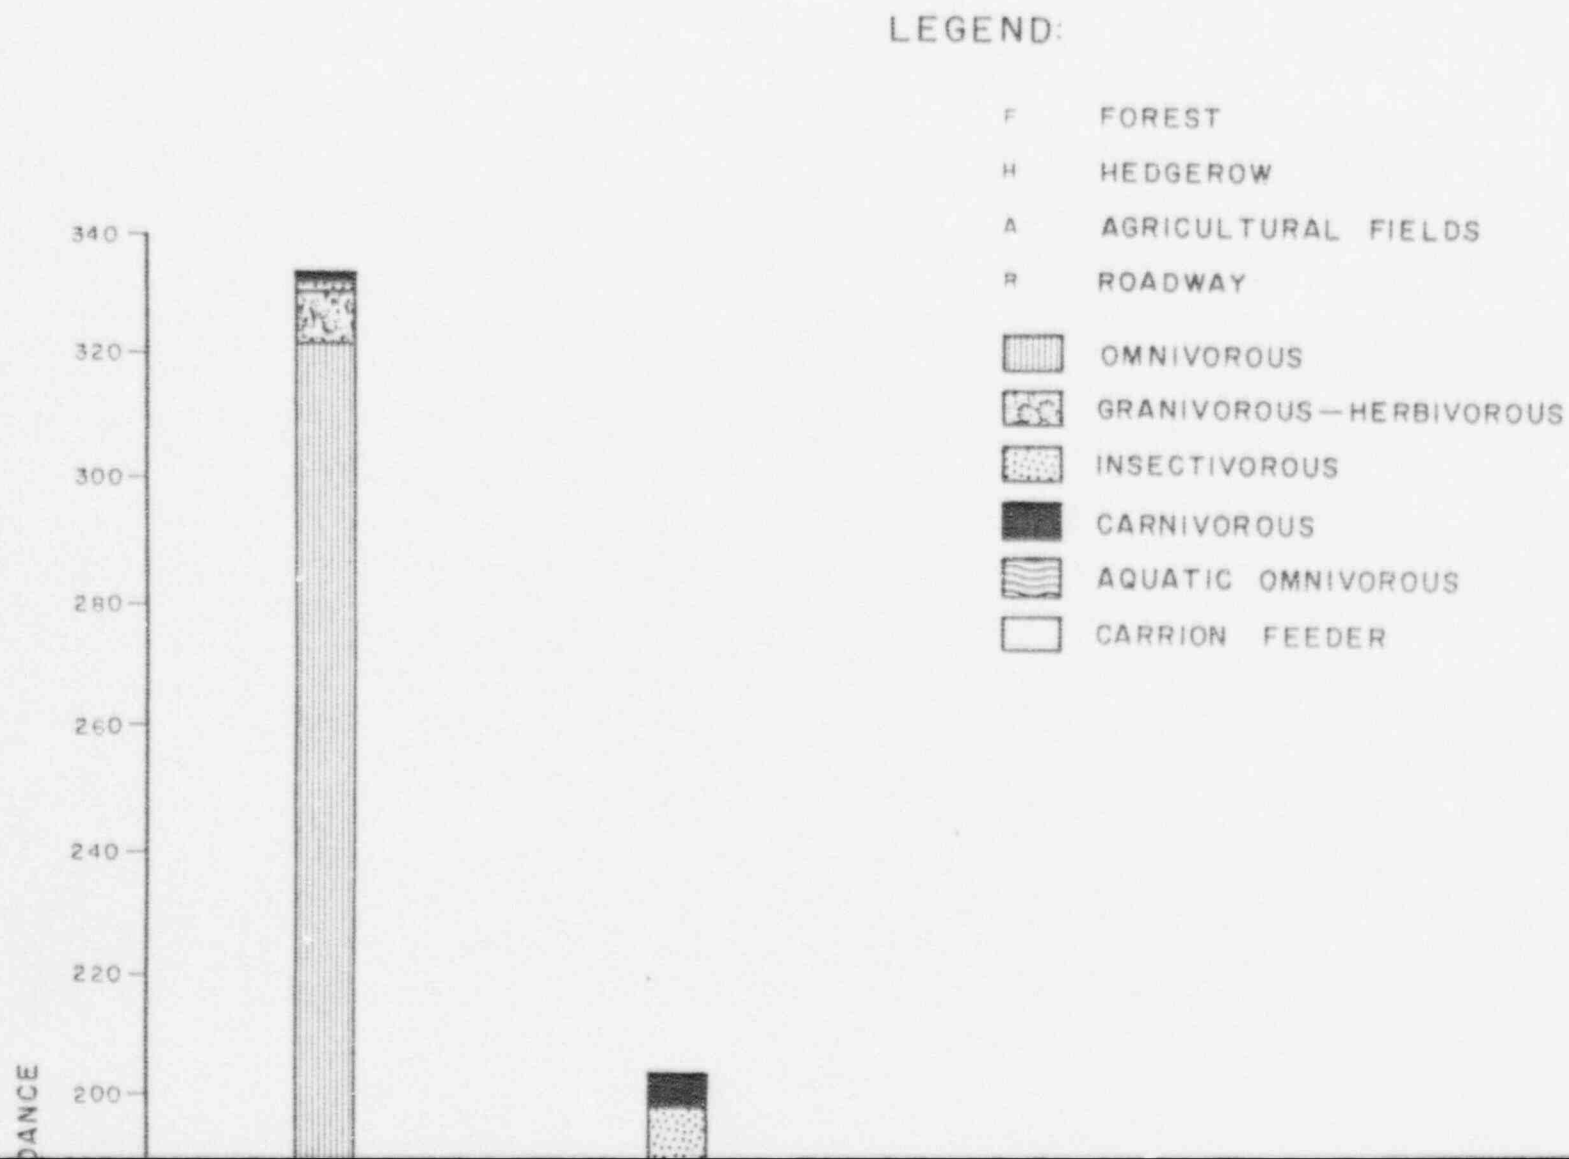 LEGEND:
F FOREST
H HEDGEROW
A AGRICULTURAL FIELDS
R ROADWAY
OMNIVOROUS
GRANIVOROUS—HERBIVOROUS
INSECTIVOROUS
CARNIVOROUS
AQUATIC OMNIVOROUS
CARRION FEEDER
340
320
300
280
260
240
220
200
DANCE